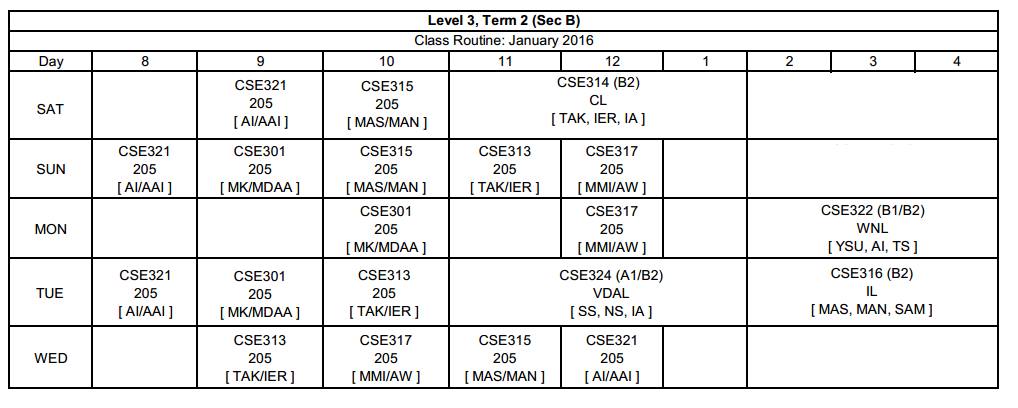 Level 3, Term 2 (Sec B)
Class Routine: January 2016
Day 8 9 10 11 12 1 2 3 4
SAT
CSE321
205
[ AI/AAI ]
CSE315
205
[ MAS/MAN ]
CSE314 (B2)
CL
[ TAK, IER, IA ]
SUN
CSE321
205
[ AI/AAI ]
CSE301
205
[ MK/MDAA ]
CSE315
205
[ MAS/MAN ]
CSE313
205
[ TAK/IER ]
CSE317
205
[ MMI/AW ]
MON
CSE301
205
[ MK/MDAA ]
CSE317
205
[ MMI/AW ]
CSE322 (B1/B2)
WNL
[ YSU, AI, TS ]
TUE
CSE321
205
[ AI/AAI ]
CSE301
205
[ MK/MDAA ]
CSE313
205
[ TAK/IER ]
CSE324 (A1/B2)
VDAL
[ SS, NS, IA ]
CSE316 (B2)
IL
[ MAS, MAN, SAM ]
WED
CSE313
205
[ TAK/IER ]
CSE317
205
[ MMI/AW ]
CSE315
205
[ MAS/MAN ]
CSE321
205
[ AI/AAI ]